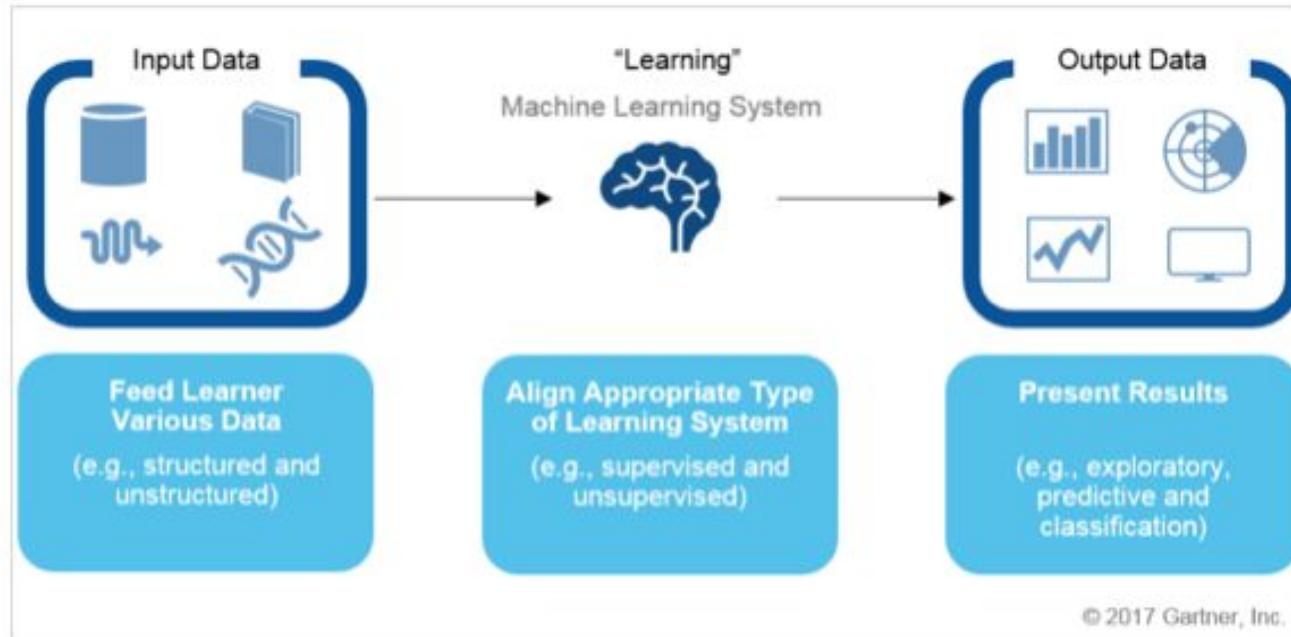 Input Data
"Learning"
Machine Learning System
Output Data
Feed Learner
Various Data
(e.g., structured and
unstructured)
Align Appropriate Type
of Learning System
(e.g., supervised and
unsupervised)
Present Results
(e.g., exploratory,
predictive and
classification)
© 2017 Gartner, Inc.